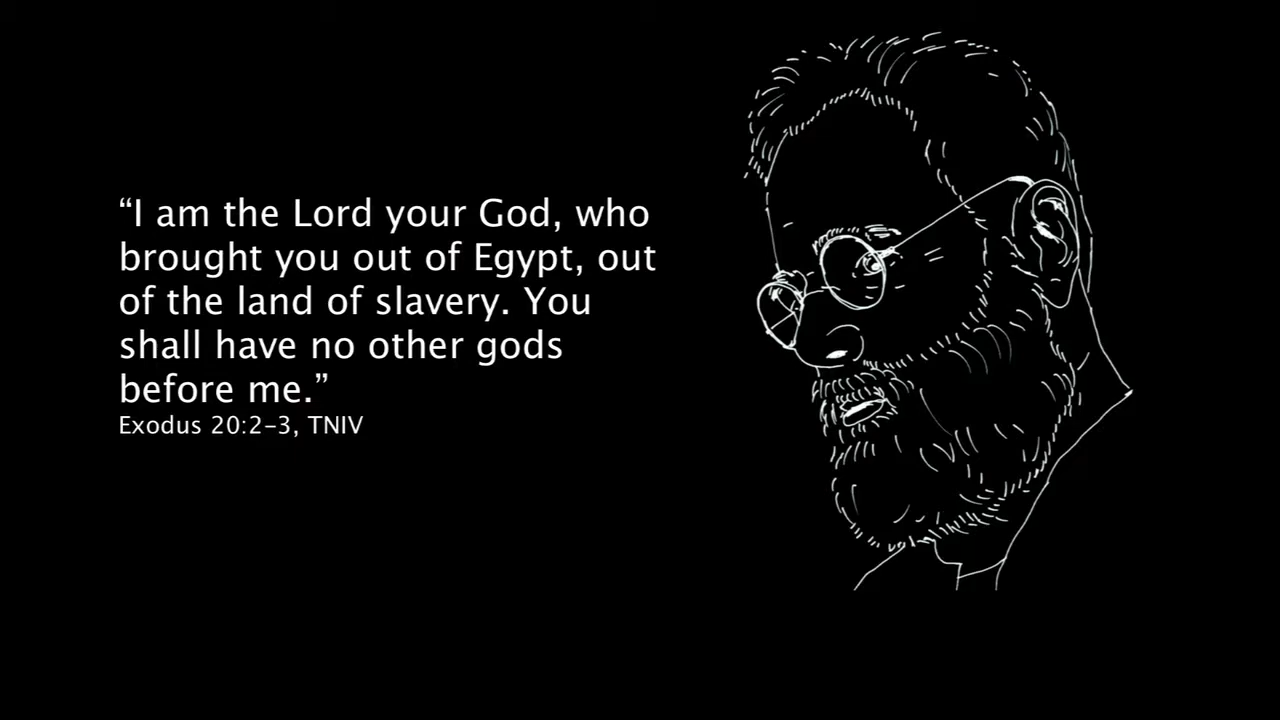 “I am the Lord your God, who
brought you out of Egypt, out
of the land of slavery. You
shall have no other gods
before me.”
Exodus 20:2-3, TNIV